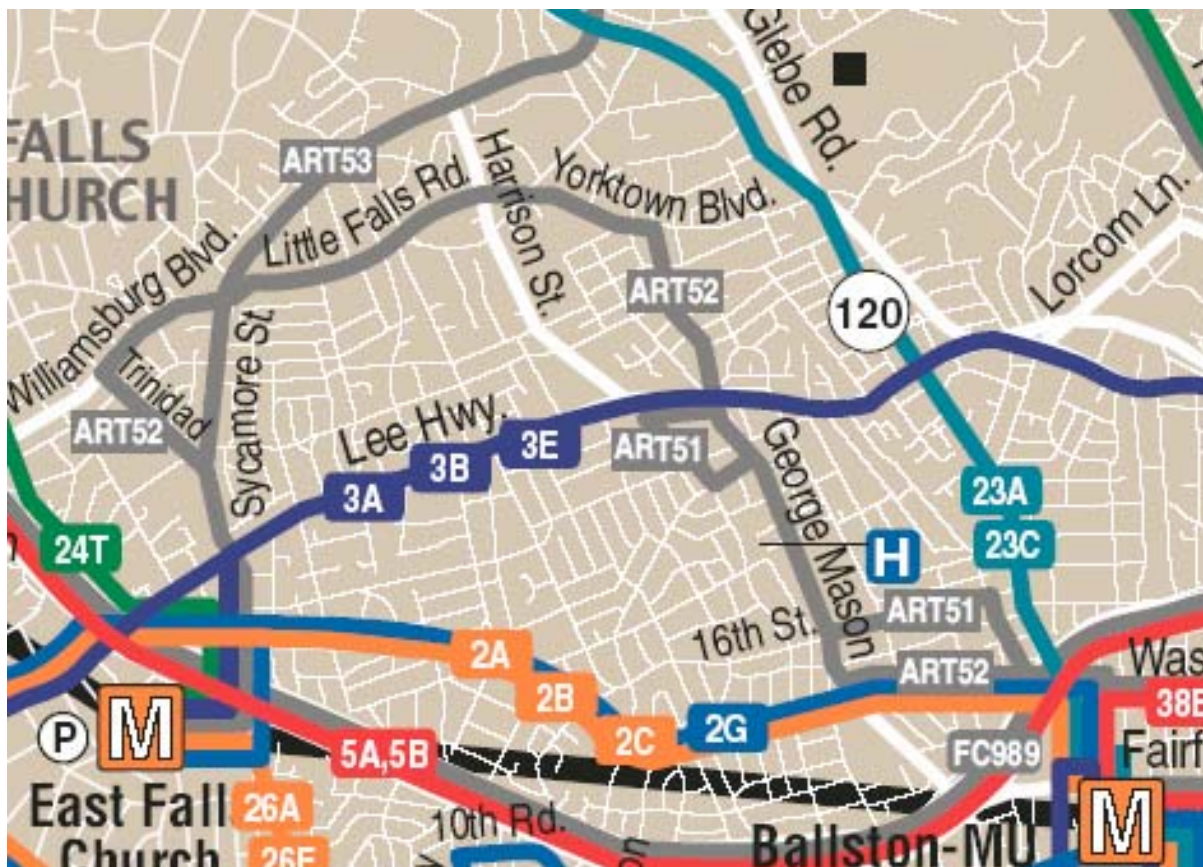 FALLS
HURCH
ART53
Little Falls Rd.
Harrison St.
Yorktown Blvd.
Glebe Rd.
Lorcom Ln.
Williamsburg Blvd.
Trinidad
ART52
Sycamore St
ART52
120
Lee Hwy.
3A
3B
3E
ART51
George Mason
23A
23C
24T
H
16th St.
ART51
ART52
2A
2B
2C
2G
Was
38B
Fairf
P
M
5A,5B
FC989
M
East Fall
Church
26A
10th Rd.
Ballston-MU